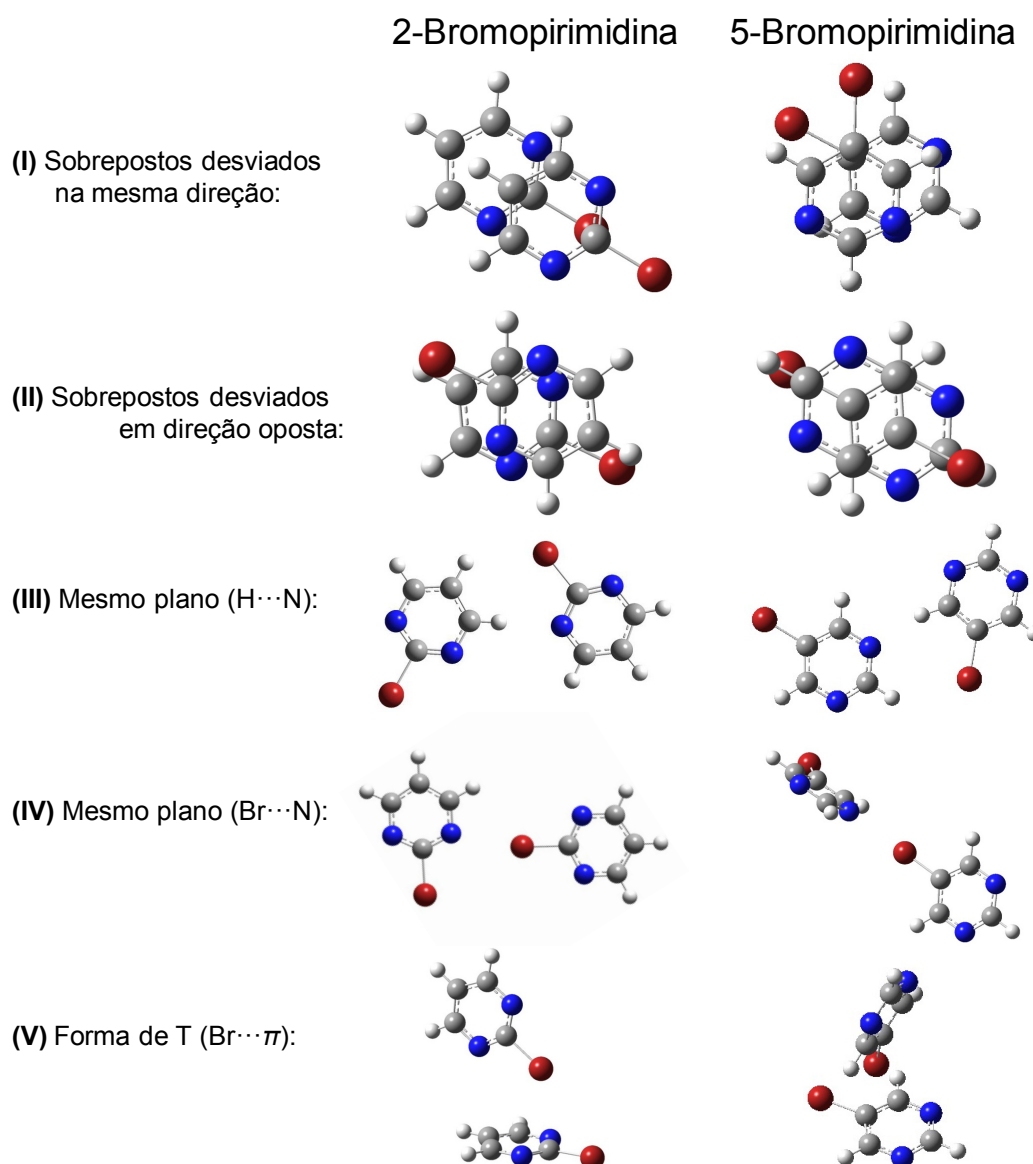 2-Bromopirimidina 5-Bromopirimidina
(I) Sobrepostos desviados
na mesma direção:
(II) Sobrepostos desviados
em direção oposta:
(III) Mesmo plano (H⋯N):
(IV) Mesmo plano (Br⋯N):
(V) Forma de T (Br⋯π):